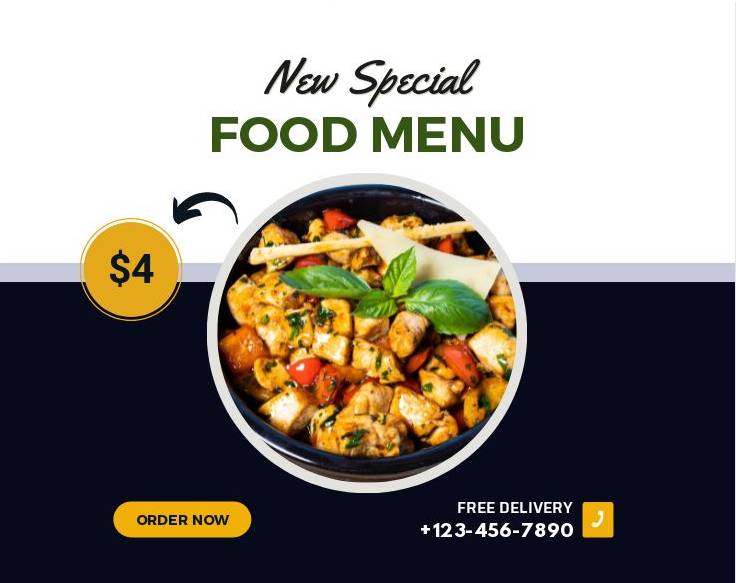 New Special
FOOD MENU
$4
ORDER NOW
FREE DELIVERY
+123-456-7890